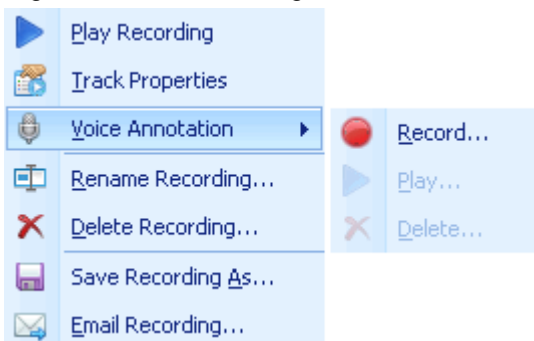 Play Recording
Track Properties
Voice Annotation
Record...
Play...
Delete...
Rename Recording...
Delete Recording...
Save Recording As...
Email Recording...